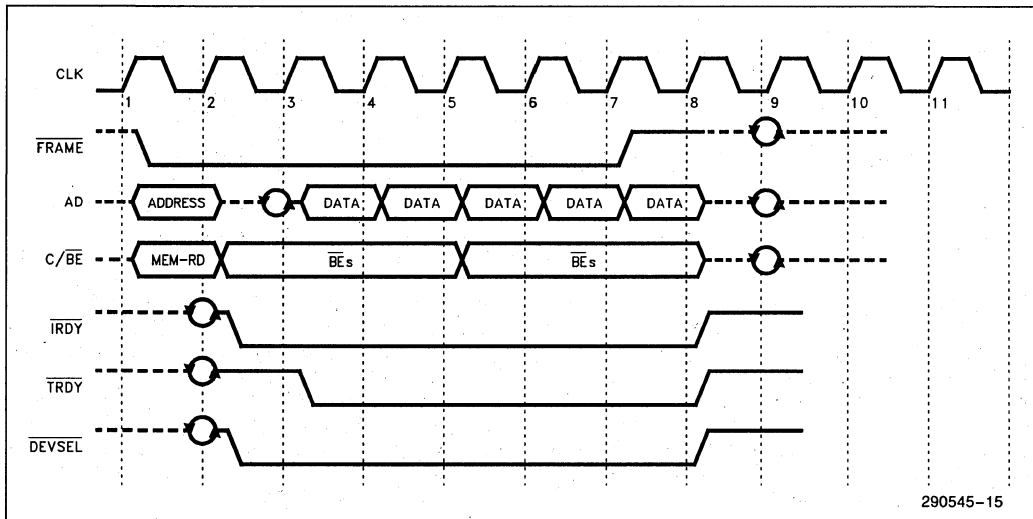 CLK
1 2 3 4 5 6 7 8 9 10 11
FRAME
AD ADDRESS DATA DATA DATA DATA DATA
C/BE MEM-RD BEs BEs
IRDY
TRDY
DEVSEL
290545-15